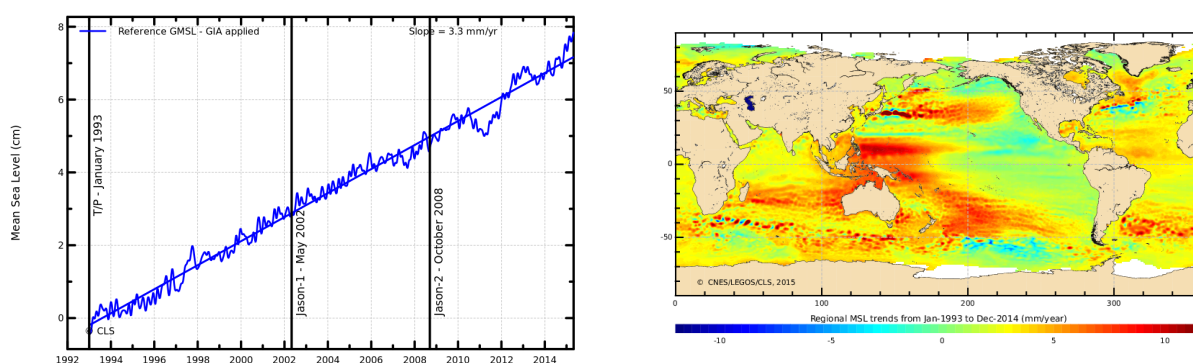 Reference GMSL - GIA applied
Slope = 3.3 mm/yr
Mean Sea Level (cm)
8
6
4
2
0
T/P - January 1993
Jason-1 - May 2002
Jason-2 - October 2008
© CLS
1992 1994 1996 1998 2000 2002 2004 2006 2008 2010 2012 2014
50
0
-50
© CNES/LEGOS/CLS, 2015
0 100 200 300
Regional MSL trends from Jan-1993 to Dec-2014 (mm/year)
-10 -5 0 5 10